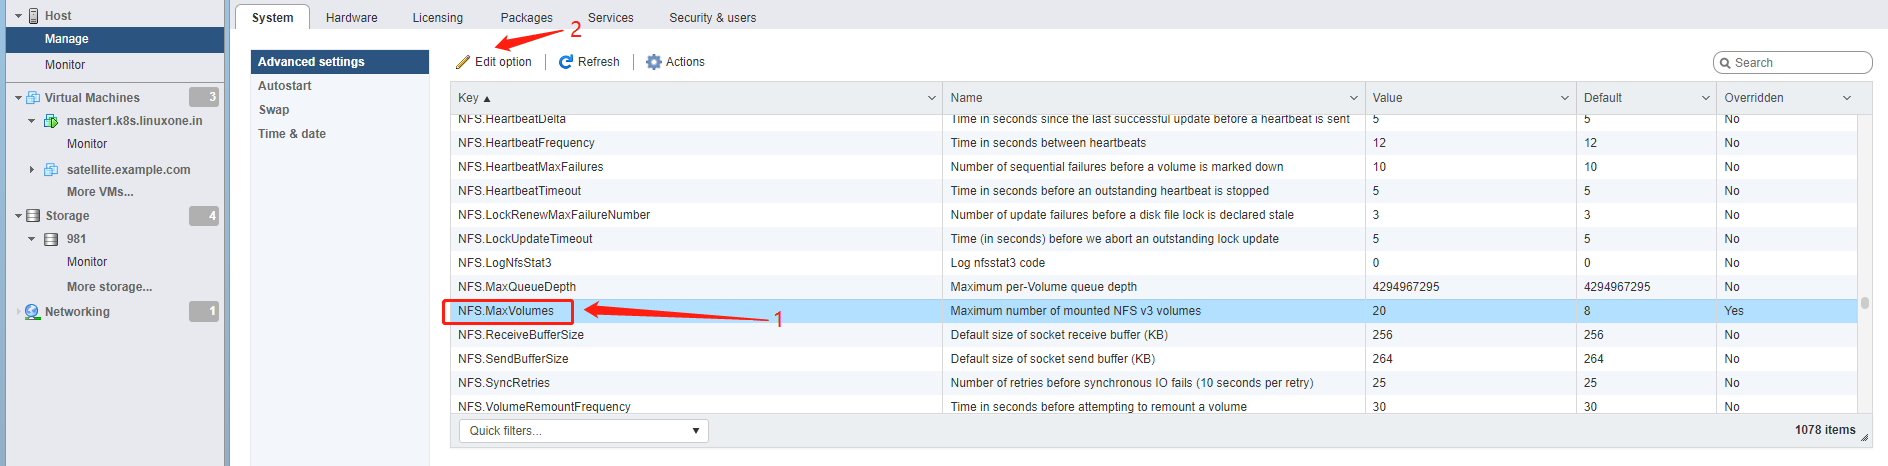 Host
Manage
Monitor
Virtual Machines 3
master1.k8s.linuxone.in
Monitor
satellite.example.com
More VMs...
Storage 4
981
Monitor
More storage...
Networking 1
System Hardware Licensing Packages Services Security & users
2
Advanced settings
Autostart
Swap
Time & date
Edit option Refresh Actions Search
Key ▲ Name Value Default Overridden
NFS.HeartbeatDelta Time in seconds since the last successful update before a heartbeat is sent 5 5 No
NFS.HeartbeatFrequency Time in seconds between heartbeats 12 12 No
NFS.HeartbeatMaxFailures Number of sequential failures before a volume is marked down 10 10 No
NFS.HeartbeatTimeout Time in seconds before an outstanding heartbeat is stopped 5 5 No
NFS.LockRenewMaxFailureNumber Number of update failures before a disk file lock is declared stale 3 3 No
NFS.LockUpdateTimeout Time (in seconds) before we abort an outstanding lock update 5 5 No
NFS.LogNfsStat3 Log nfsstat3 code 0 0 No
NFS.MaxQueueDepth Maximum per-Volume queue depth 4294967295 4294967295 No
NFS.MaxVolumes 1 Maximum number of mounted NFS v3 volumes 20 8 Yes
NFS.ReceiveBufferSize Default size of socket receive buffer (KB) 256 256 No
NFS.SendBufferSize Default size of socket send buffer (KB) 264 264 No
NFS.SyncRetries Number of retries before synchronous IO fails (10 seconds per retry) 25 25 No
NFS.VolumeRemountFrequency Time in seconds before attempting to remount a volume 30 30 No
Quick filters... 1078 items